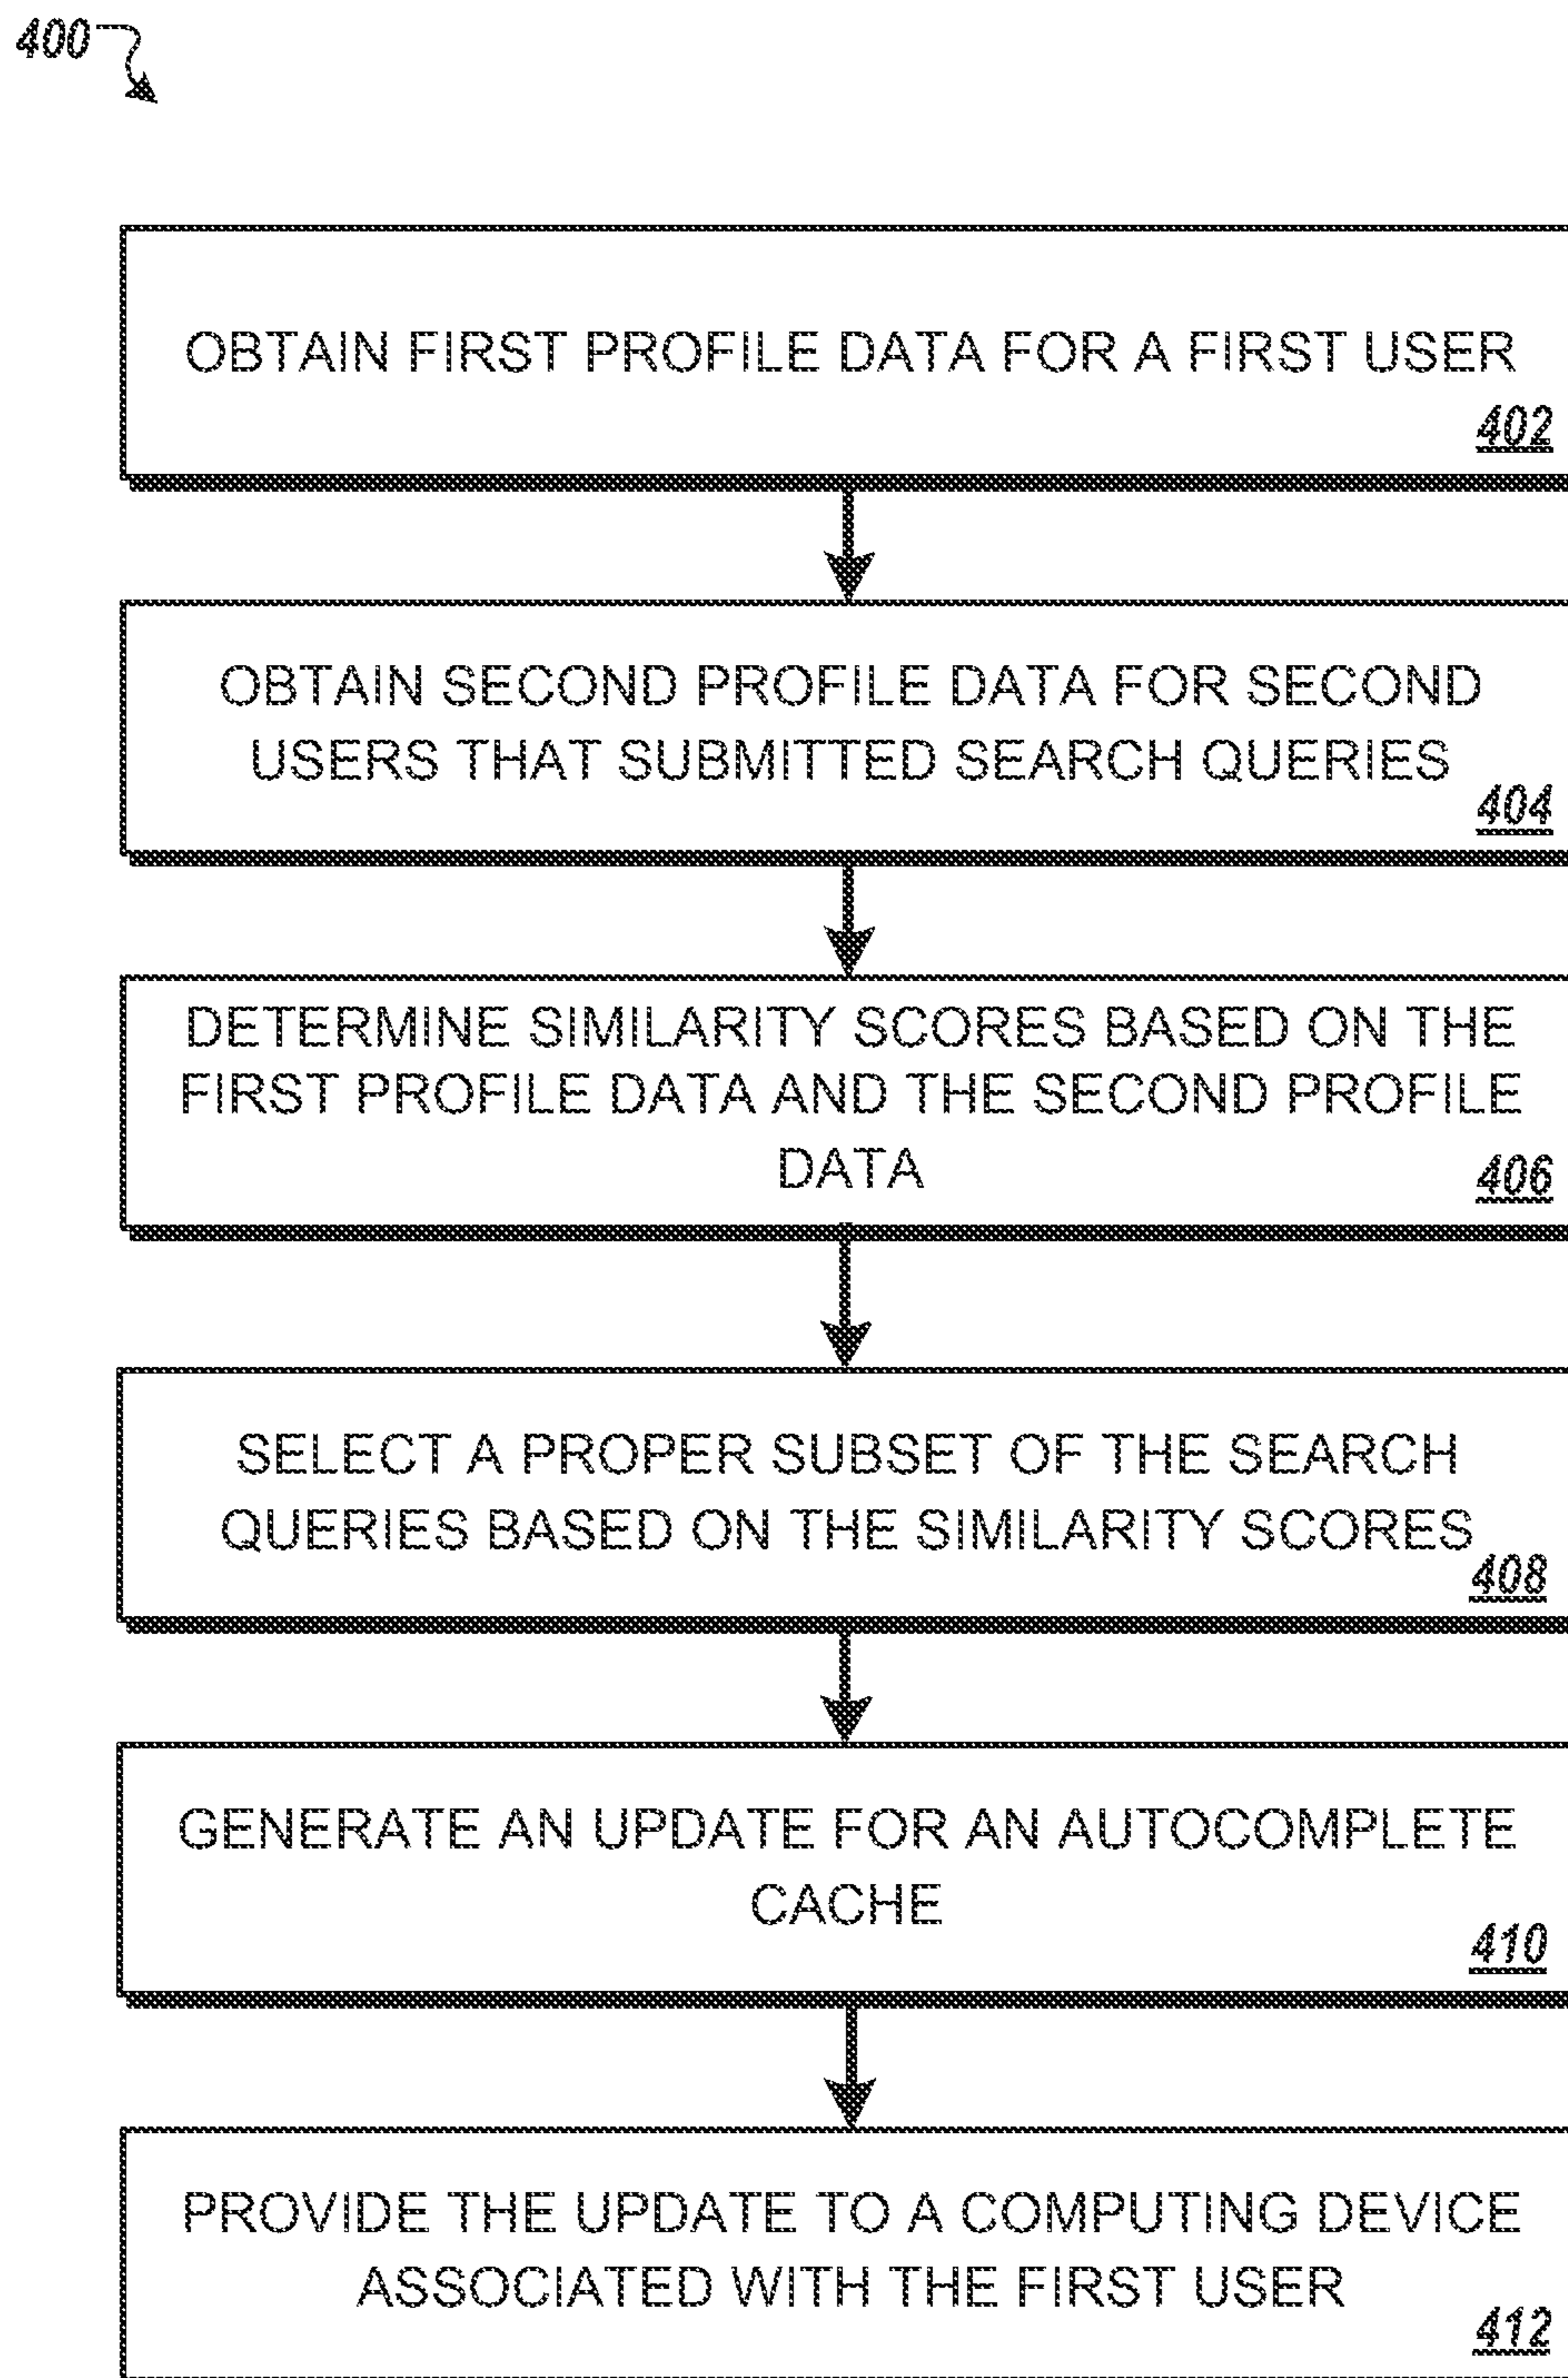 400
OBTAIN FIRST PROFILE DATA FOR A FIRST USER
402
OBTAIN SECOND PROFILE DATA FOR SECOND
USERS THAT SUBMITTED SEARCH QUERIES
404
DETERMINE SIMILARITY SCORES BASED ON THE
FIRST PROFILE DATA AND THE SECOND PROFILE
DATA
406
SELECT A PROPER SUBSET OF THE SEARCH
QUERIES BASED ON THE SIMILARITY SCORES
408
GENERATE AN UPDATE FOR AN AUTOCOMPLETE
CACHE
410
PROVIDE THE UPDATE TO A COMPUTING DEVICE
ASSOCIATED WITH THE FIRST USER
412